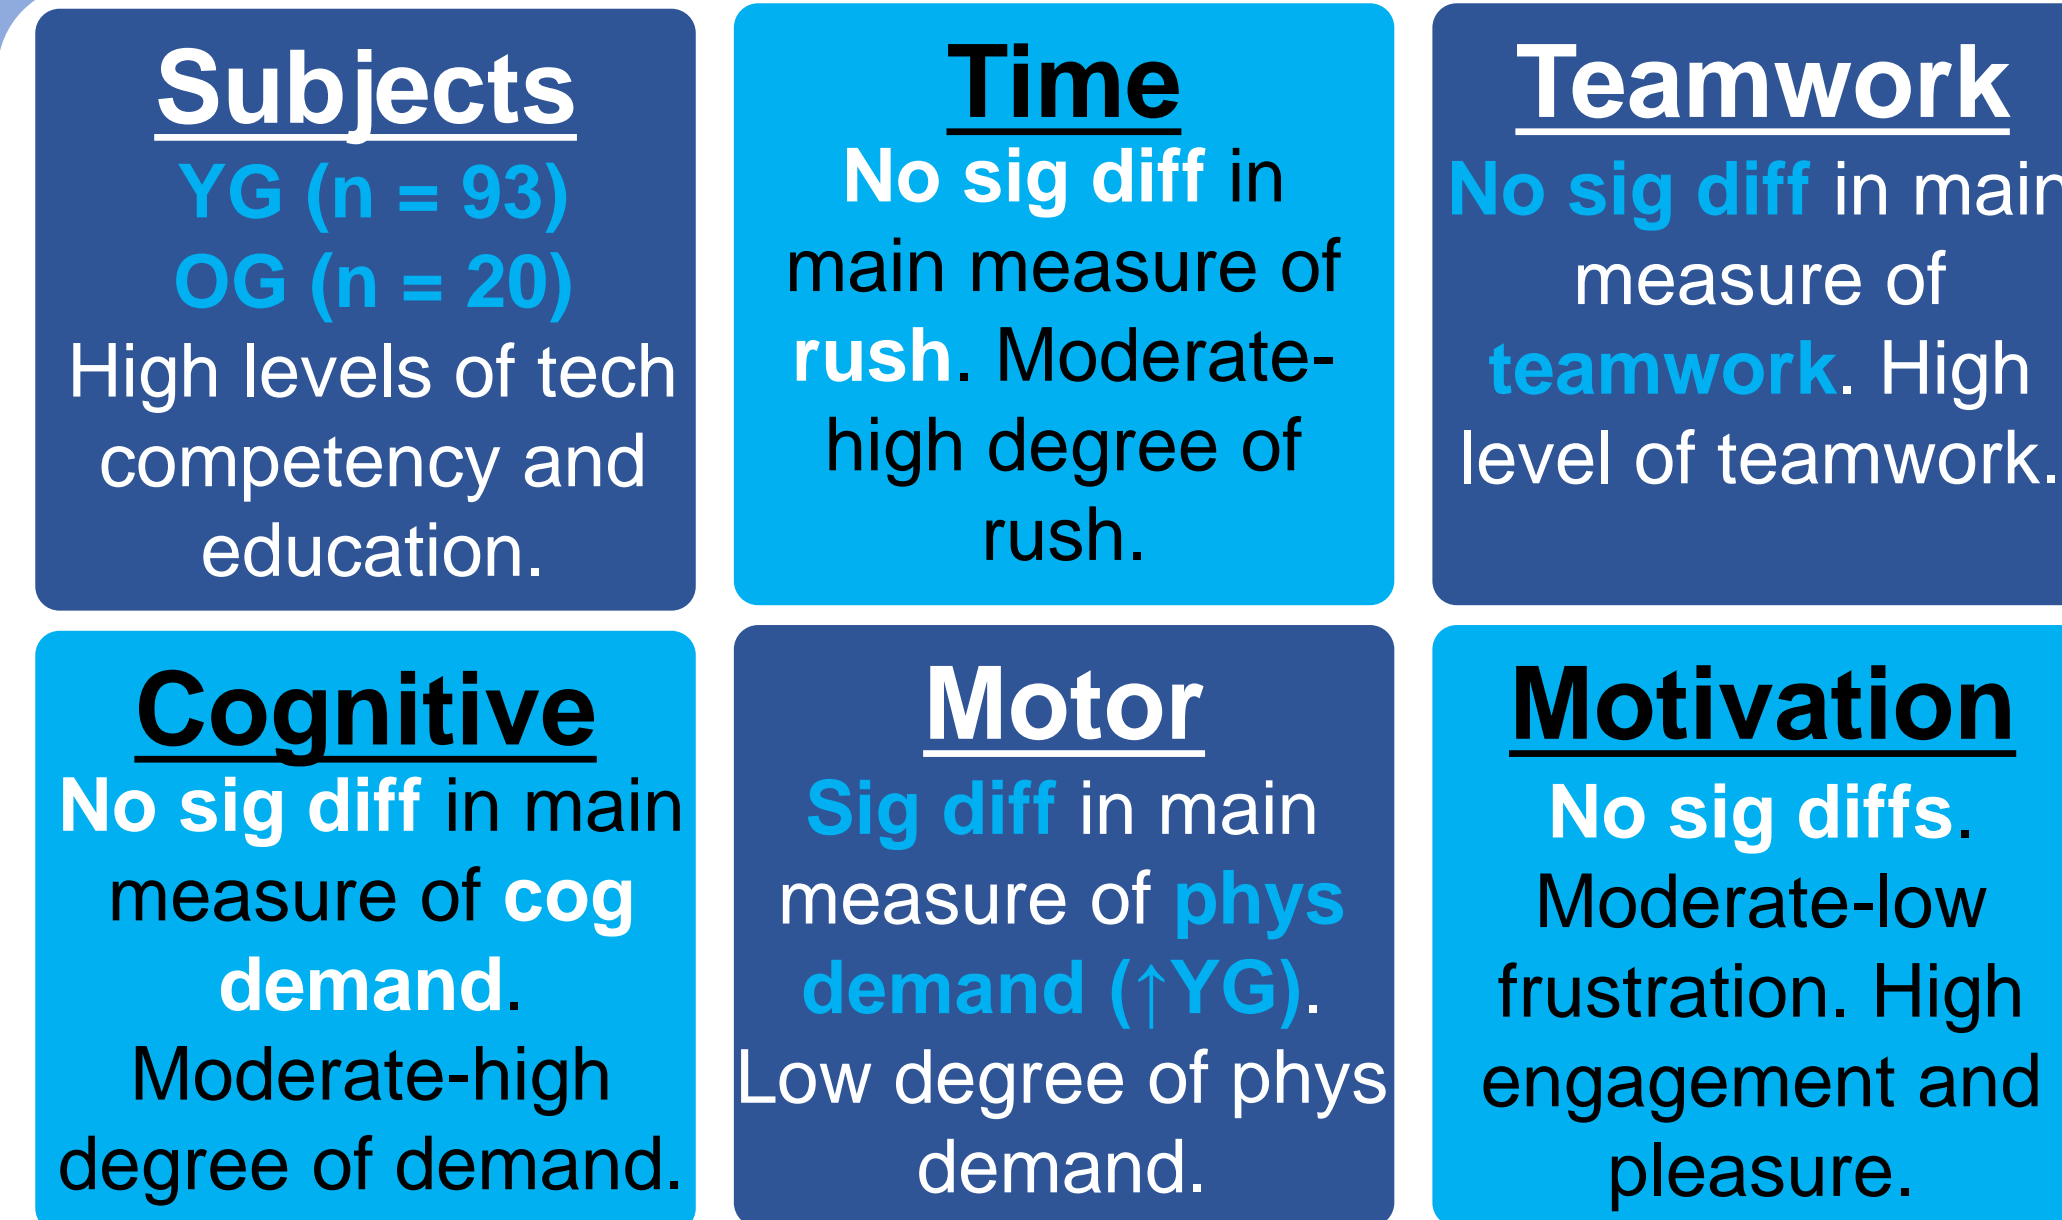 Subjects
YG (n = 93)
OG (n = 20)
High levels of tech
competency and
education.
Time
No sig diff in
main measure of
rush. Moderate-
high degree of
rush.
Teamwork
No sig diff in main
measure of
teamwork. High
level of teamwork.
Cognitive
No sig diff in main
measure of cog
demand.
Moderate-high
degree of demand.
Motor
Sig diff in main
measure of phys
demand (↑YG).
Low degree of phys
demand.
Motivation
No sig diffs.
Moderate-low
frustration. High
engagement and
pleasure.